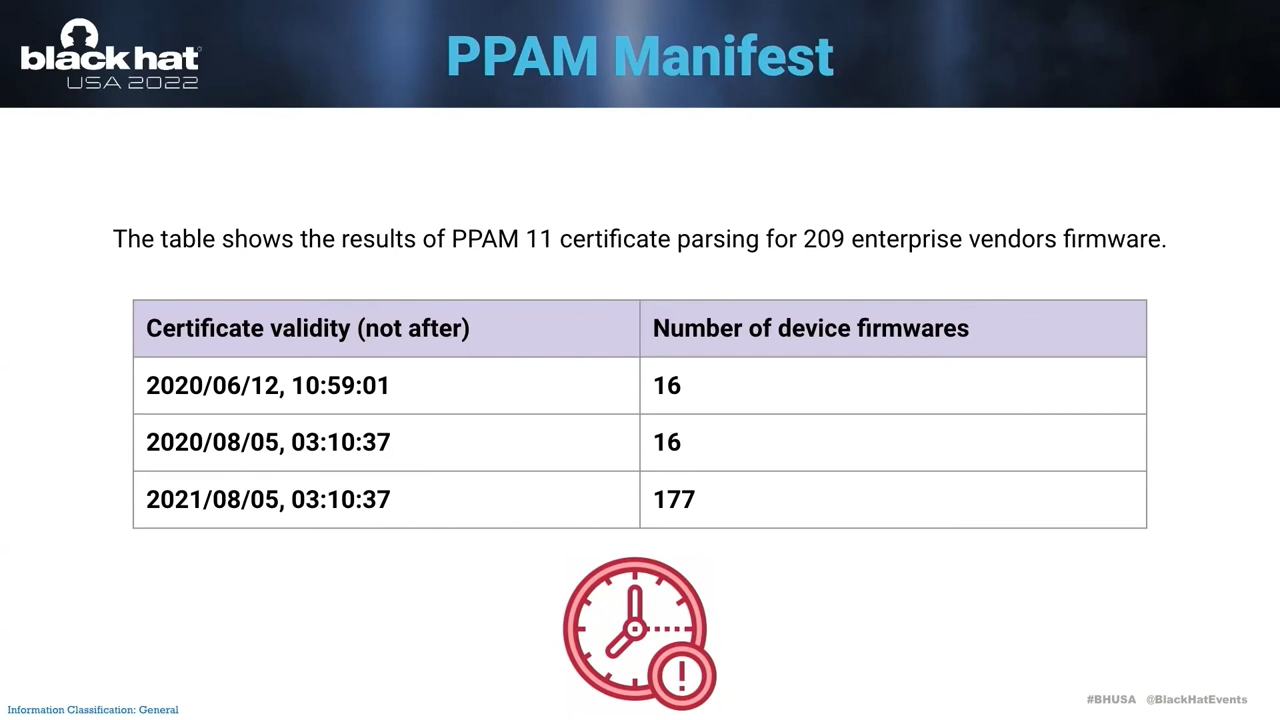 black hat
USA 2022
PPAM Manifest
The table shows the results of PPAM 11 certificate parsing for 209 enterprise vendors firmware.
Certificate validity (not after) Number of device firmwares
2020/06/12, 10:59:01 16
2020/08/05, 03:10:37 16
2021/08/05, 03:10:37 177
!
#BHUSA @BlackHatEvents
Information Classification: General